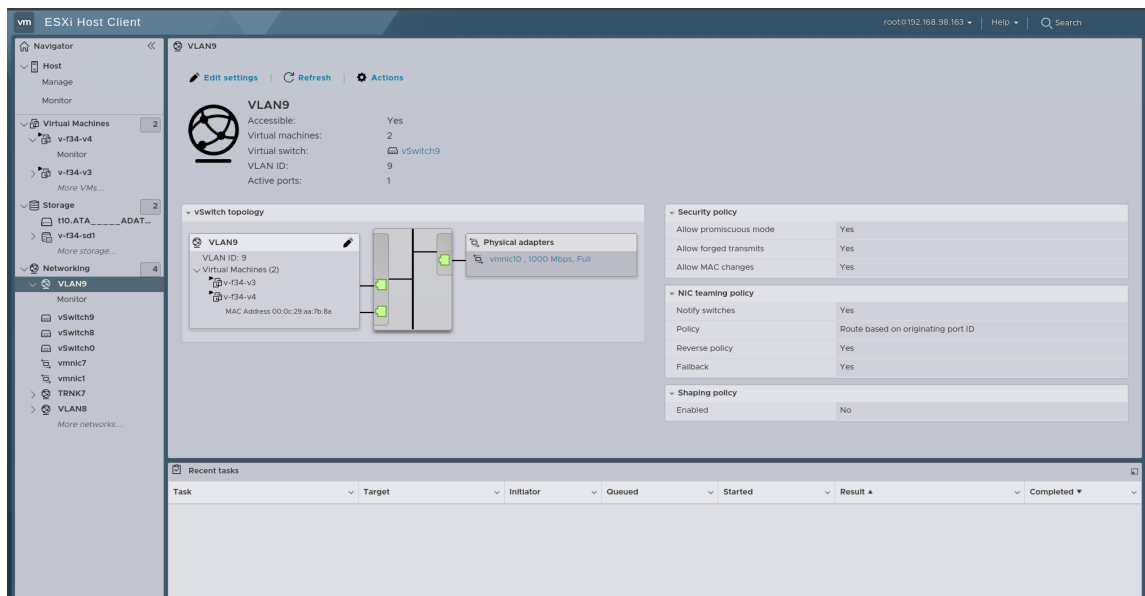 vm ESXi Host Client
root@192.168.98.163 | Help | Search
Navigator
Host
Manage
Monitor
Virtual Machines 2
v-f34-v4
Monitor
v-f34-v3
More VMs...
Storage 2
t10.ATA_____ADAT...
v-f34-sd1
More storage...
Networking 4
VLAN9
Monitor
vSwitch9
vSwitch8
vSwitch0
vmnic7
vmnic1
TRNK7
VLAN8
More networks...
VLAN9
Edit settings | Refresh | Actions
VLAN9
Accessible: Yes
Virtual machines: 2
Virtual switch: vSwitch9
VLAN ID: 9
Active ports: 1
vSwitch topology
VLAN9
VLAN ID: 9
Virtual Machines (2)
v-f34-v3
v-f34-v4
MAC Address 00:0c:29:aa:7b:8a
Physical adapters
vmnic10 , 1000 Mbps, Full
Security policy
Allow promiscuous mode Yes
Allow forged transmits Yes
Allow MAC changes Yes
NIC teaming policy
Notify switches Yes
Policy Route based on originating port ID
Reverse policy Yes
Failback Yes
Shaping policy
Enabled No
Recent tasks
Task Target Initiator Queued Started Result ▲ Completed ▼